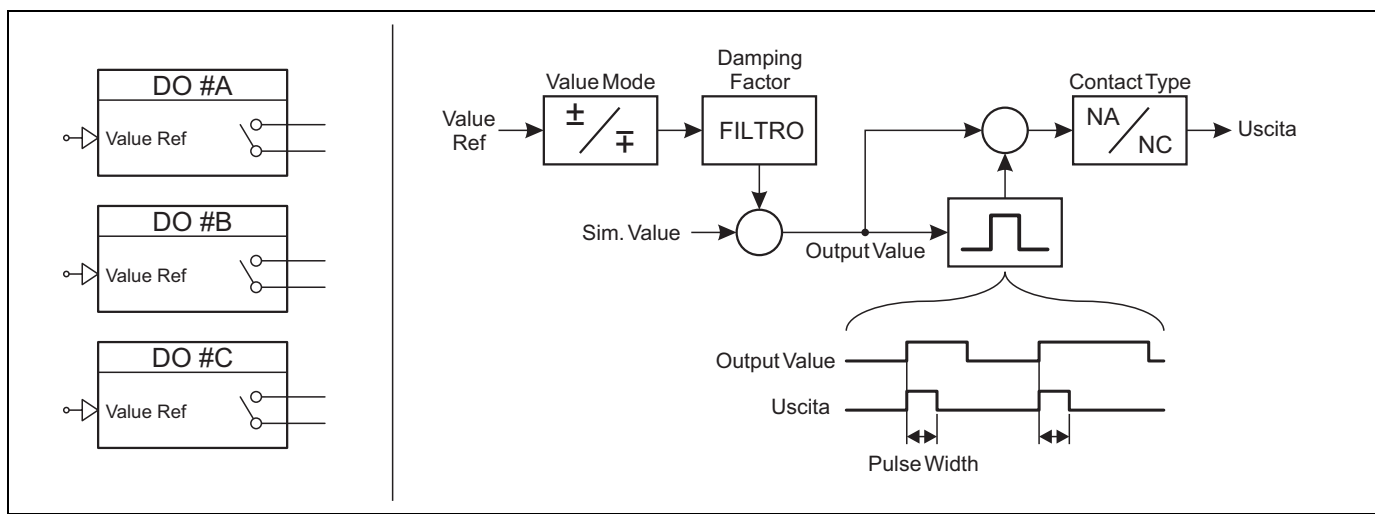 DO #A
Value Ref
DO #B
Value Ref
DO #C
Value Ref
Value
Ref
Value Mode
±
∓
Damping
Factor
FILTRO
Sim. Value
Output Value
Contact Type
NA
NC
Uscita
Output Value
Uscita
Pulse Width